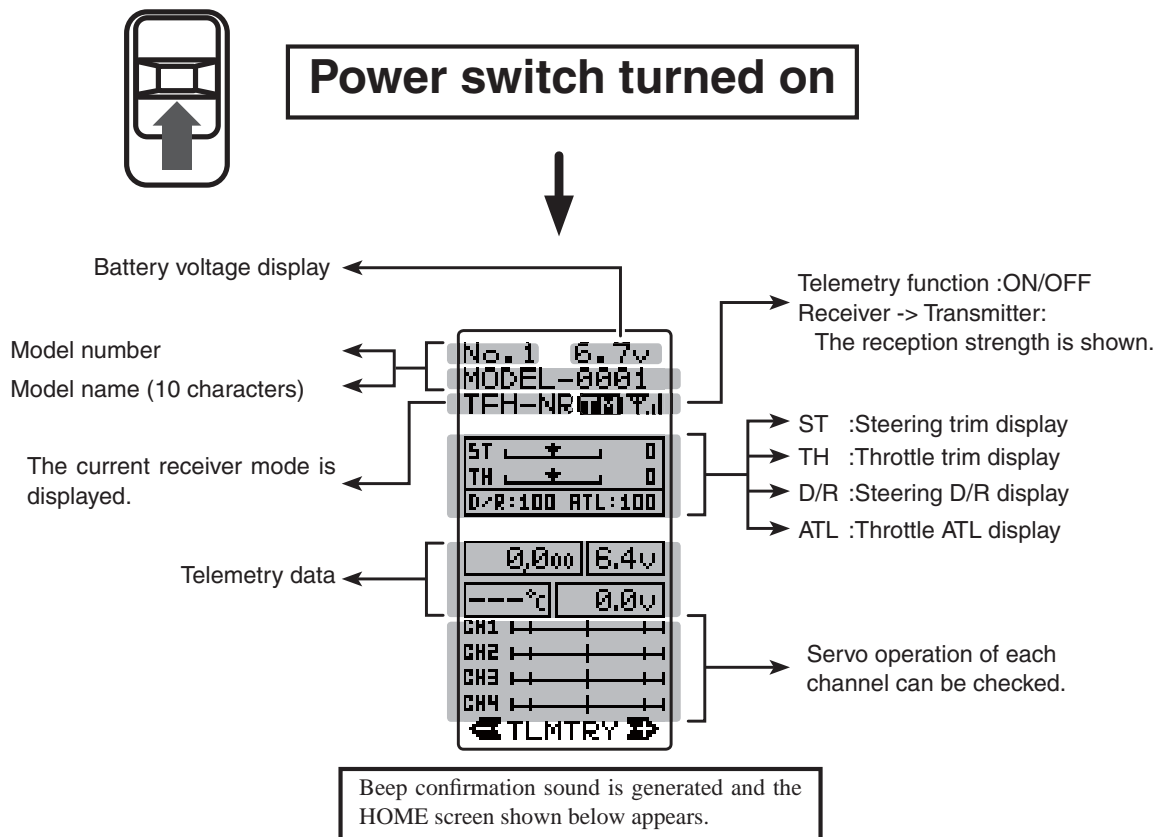 Power switch turned on
Battery voltage display
Telemetry function :ON/OFF
Receiver -> Transmitter:
The reception strength is shown.
Model number
Model name (10 characters)
The current receiver mode is
displayed.
No.1 6.7v
MODEL-0001
TFH-NR TM
ST 0
TH 0
D/R:100 ATL:100
ST :Steering trim display
TH :Throttle trim display
D/R :Steering D/R display
ATL :Throttle ATL display
Telemetry data
0,000 6.4v
---°C 0.0v
CH1
CH2
CH3
CH4
TLMTRY
Servo operation of each
channel can be checked.
Beep confirmation sound is generated and the
HOME screen shown below appears.